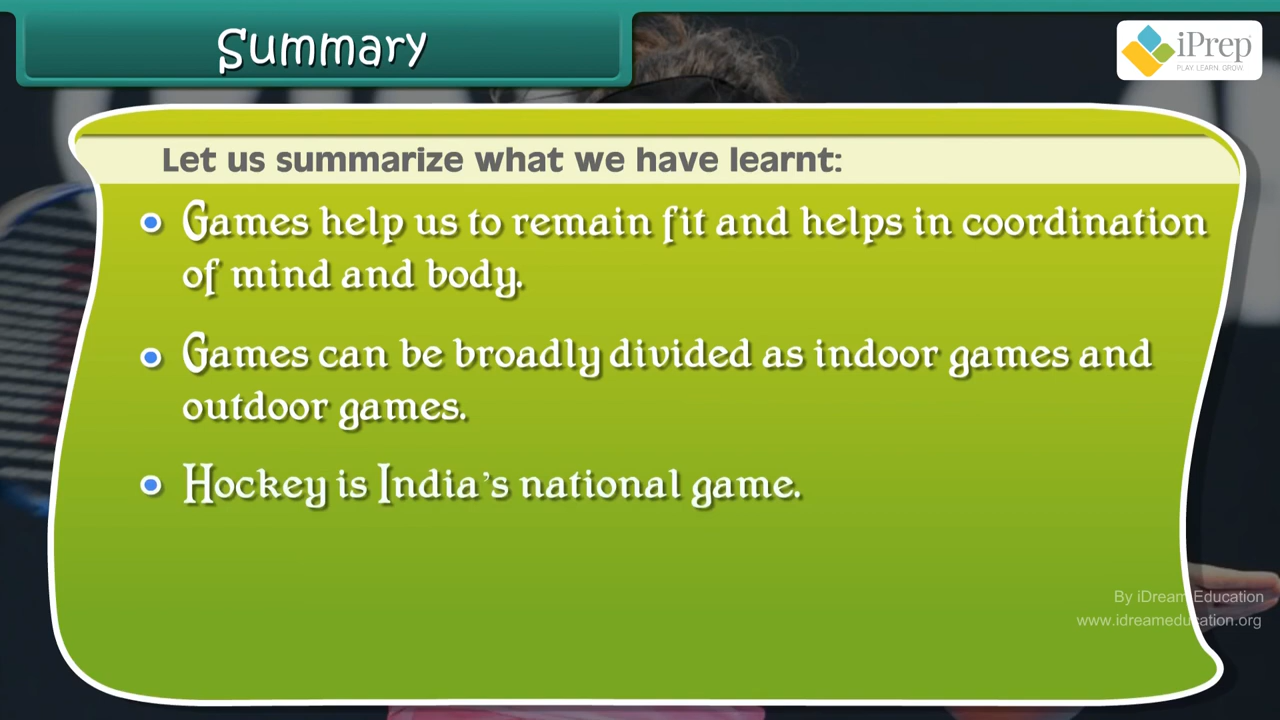 Summary
iPrep
PLAY. LEARN. GROW.
Let us summarize what we have learnt:
Games help us to remain fit and helps in coordination
of mind and body.
Games can be broadly divided as indoor games and
outdoor games.
Hockey is India's national game.
By iDream Education
www.idreameducation.org